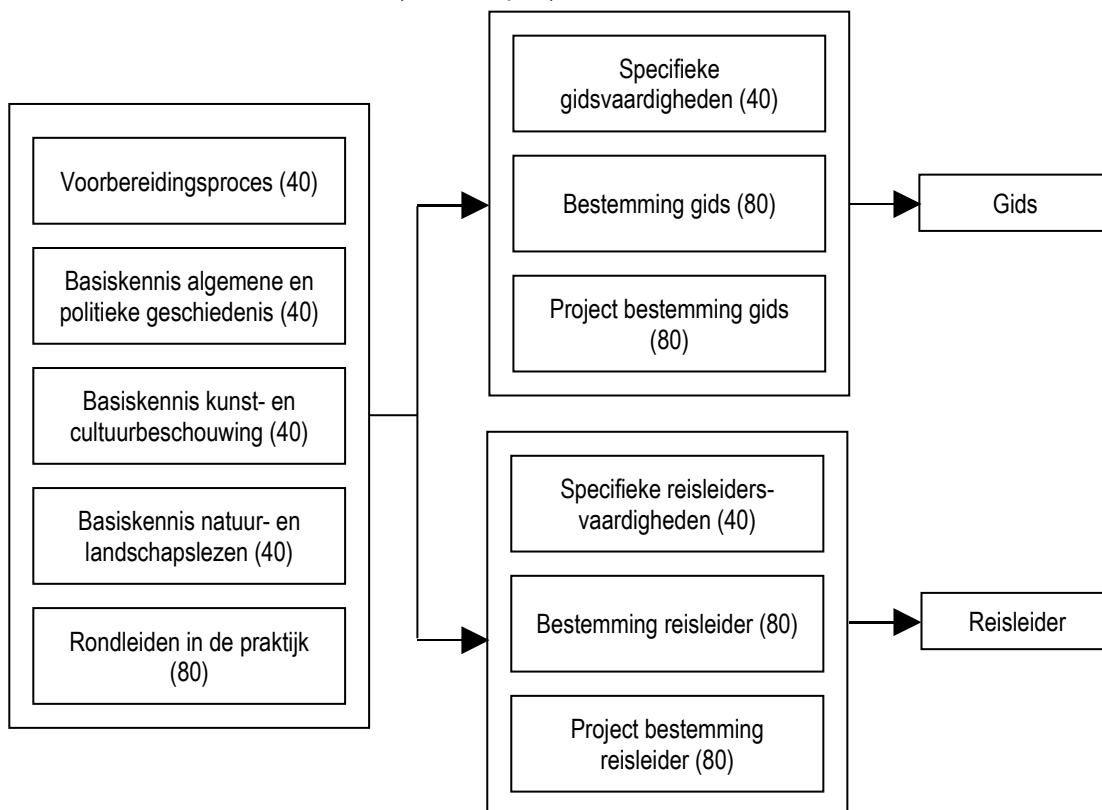 Voorbereidingsproces (40)
Basiskennis algemene en
politieke geschiedenis (40)
Basiskennis kunst- en
cultuurbeschouwing (40)
Basiskennis natuur- en
landschapslezen (40)
Rondleiden in de praktijk
(80)
Specifieke
gidsvaardigheden (40)
Bestemming gids (80)
Project bestemming gids
(80)
Gids
Specifieke reisleiders-
vaardigheden (40)
Bestemming reisleider (80)
Project bestemming
reisleider (80)
Reisleider